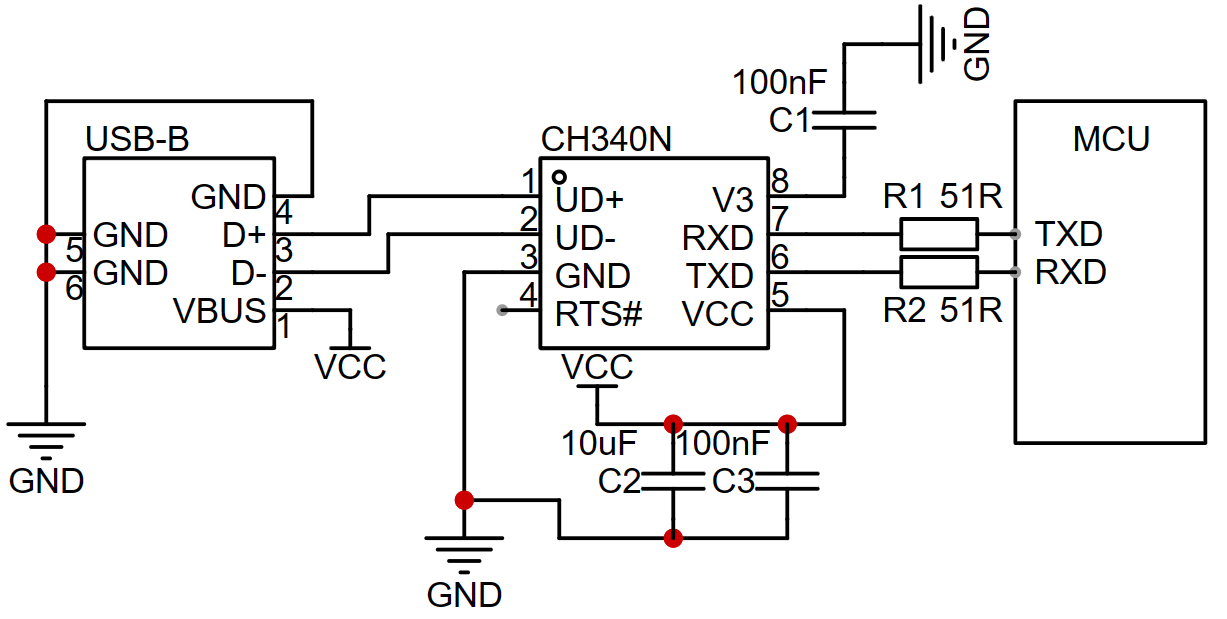 GND
100nF
C1
USB-B
GND
4
GND
5
D+
3
GND
6
D-
2
VBUS
1
VCC
CH340N
1
UD+
2
UD-
3
GND
4
RTS#
V3
8
RXD
7
TXD
6
VCC
5
R1 51R
R2 51R
MCU
TXD
RXD
VCC
10uF
C2
100nF
C3
GND
GND